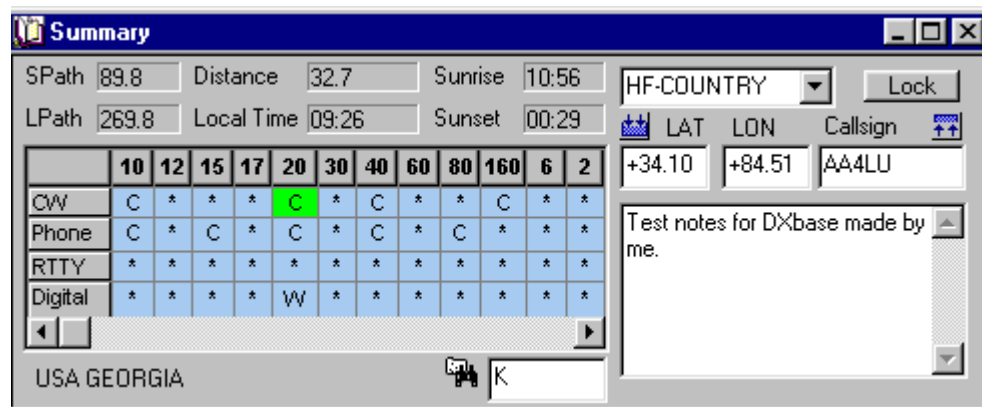 Summary
SPath 89.8 Distance 32.7 Sunrise 10:56
LPath 269.8 Local Time 09:26 Sunset 00:29
10 12 15 17 20 30 40 60 80 160 6 2
CW C * * * C * C * * C * *
Phone C * C * C * C * C * * *
RTTY * * * * * * * * * * * *
Digital * * * * W * * * * * * *
USA GEORGIA K
HF-COUNTRY Lock
LAT LON Callsign
+34.10 +84.51 AA4LU
Test notes for DXbase made by
me.